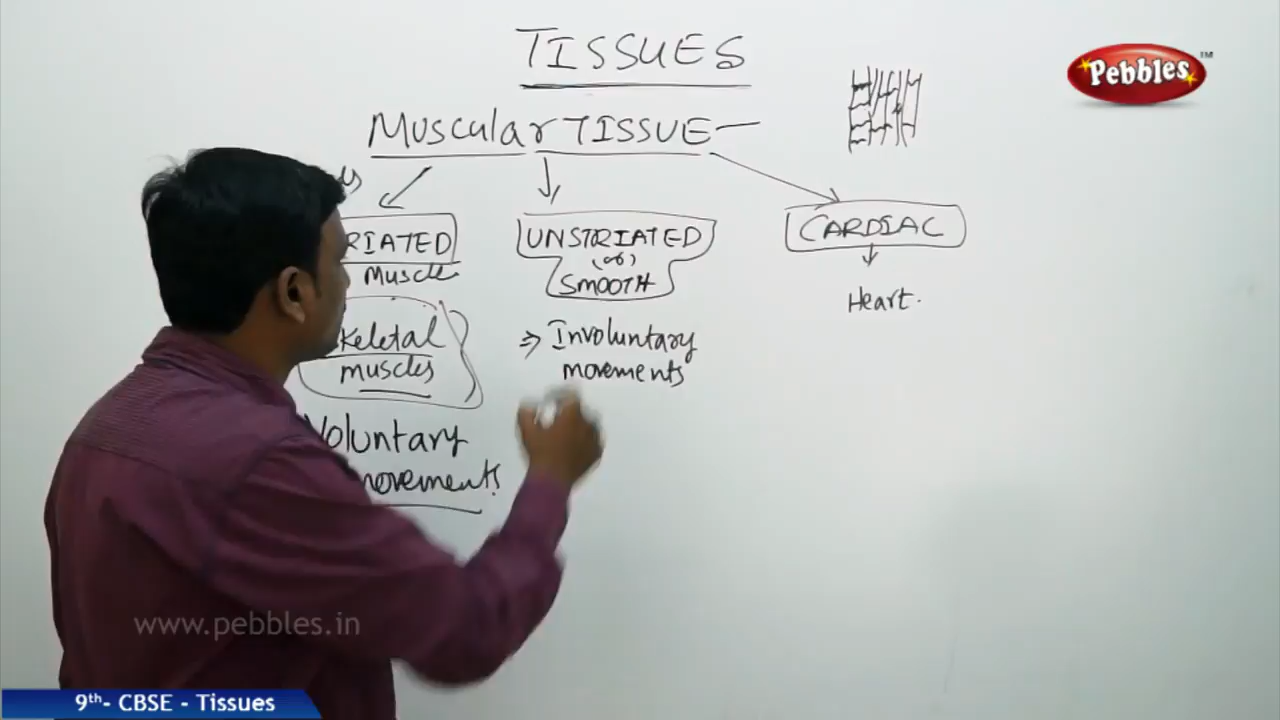 TISSUES
Pebbles™
Muscular TISSUE
RIATED
Muscle
UNSTRIATED
(or)
SMOOTH
CARDIAC
Heart.
keletal
muscles
⇒ Involuntary
movements
Voluntary
movements
www.pebbles.in
9th- CBSE - Tissues